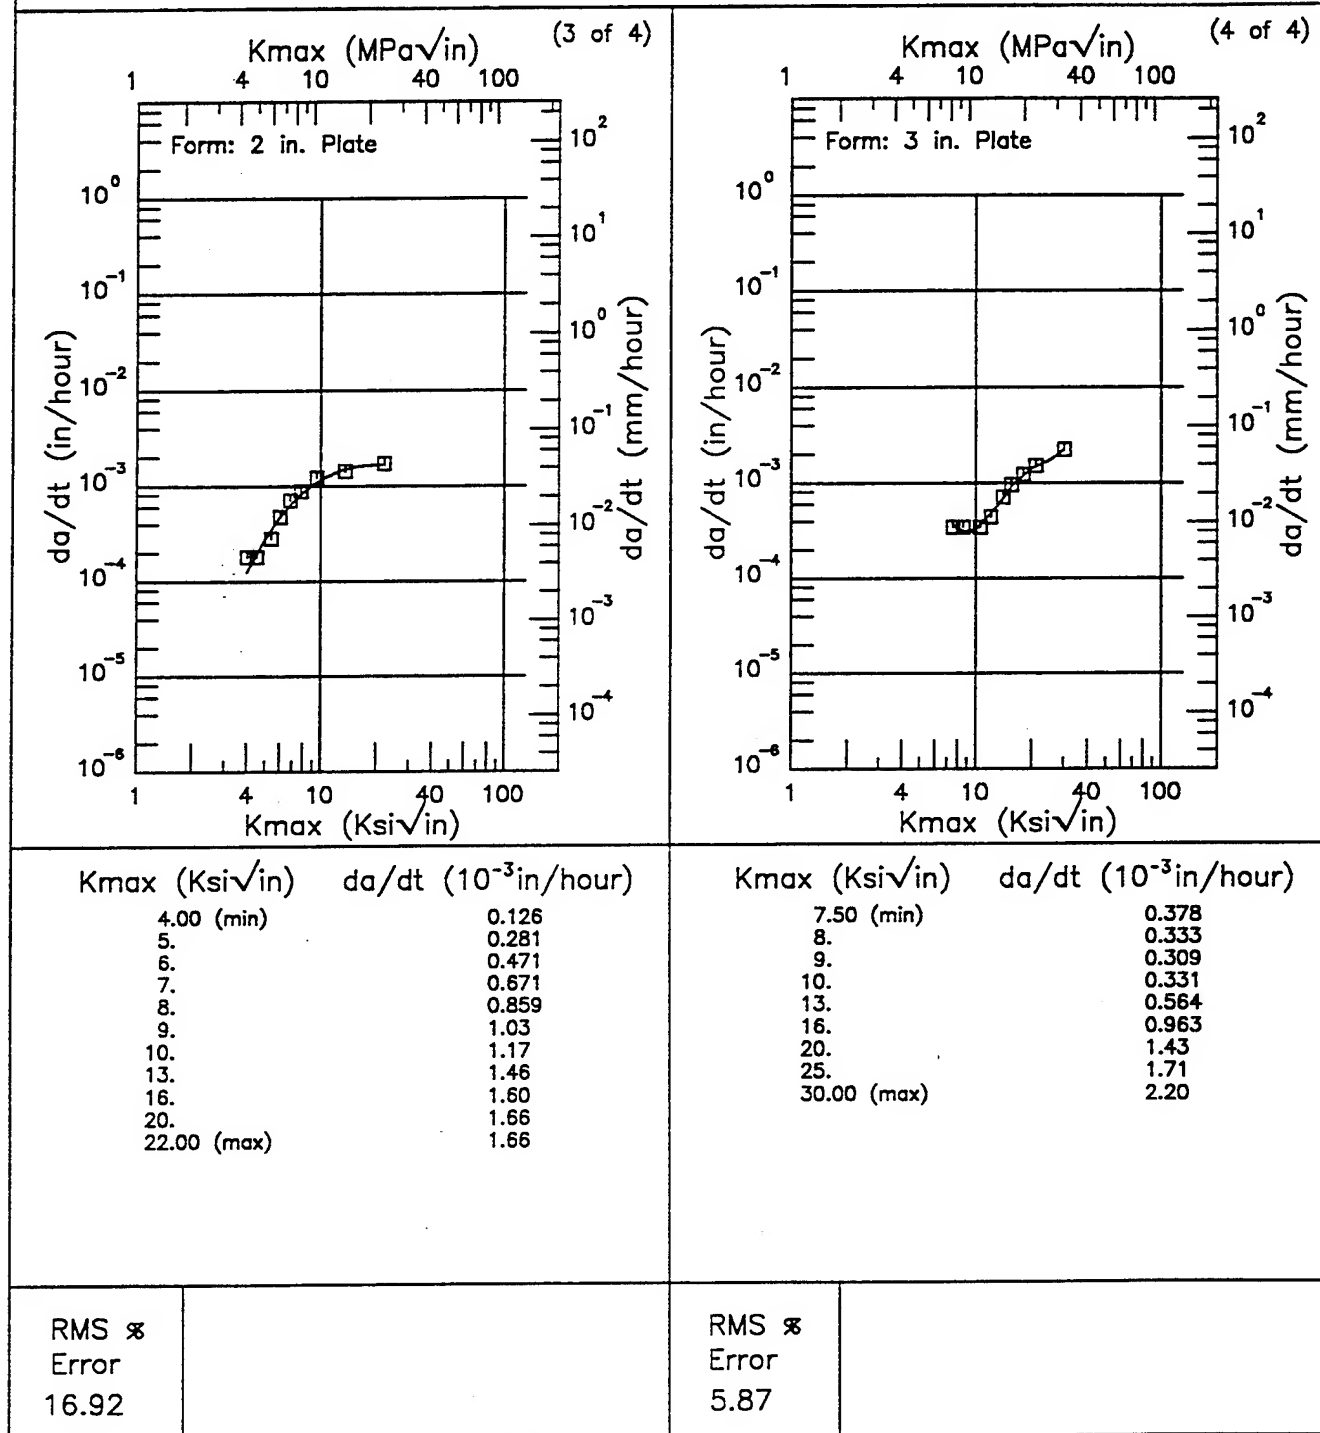 (3 of 4)
Kmax (MPa√in)
1 4 10 40 100
Form: 2 in. Plate
10² 
10⁰
10¹
10⁻¹
10⁰
10⁻²
10⁻¹
10⁻³
10⁻²
10⁻⁴
10⁻³
10⁻⁵
10⁻⁴
10⁻⁶
da/dt (in/hour)
da/dt (mm/hour)
1 4 10 40 100
Kmax (Ksi√in)
Kmax (Ksi√in) da/dt (10⁻³in/hour)
4.00 (min) 0.126
5. 0.281
6. 0.471
7. 0.671
8. 0.859
9. 1.03
10. 1.17
13. 1.46
16. 1.60
20. 1.66
22.00 (max) 1.66
RMS %
Error
16.92
(4 of 4)
Kmax (MPa√in)
1 4 10 40 100
Form: 3 in. Plate
10²
10⁰
10¹
10⁻¹
10⁰
10⁻²
10⁻¹
10⁻³
10⁻²
10⁻⁴
10⁻³
10⁻⁵
10⁻⁴
10⁻⁶
da/dt (in/hour)
da/dt (mm/hour)
1 4 10 40 100
Kmax (Ksi√in)
Kmax (Ksi√in) da/dt (10⁻³in/hour)
7.50 (min) 0.378
8. 0.333
9. 0.309
10. 0.331
13. 0.564
16. 0.963
20. 1.43
25. 1.71
30.00 (max) 2.20
RMS %
Error
5.87